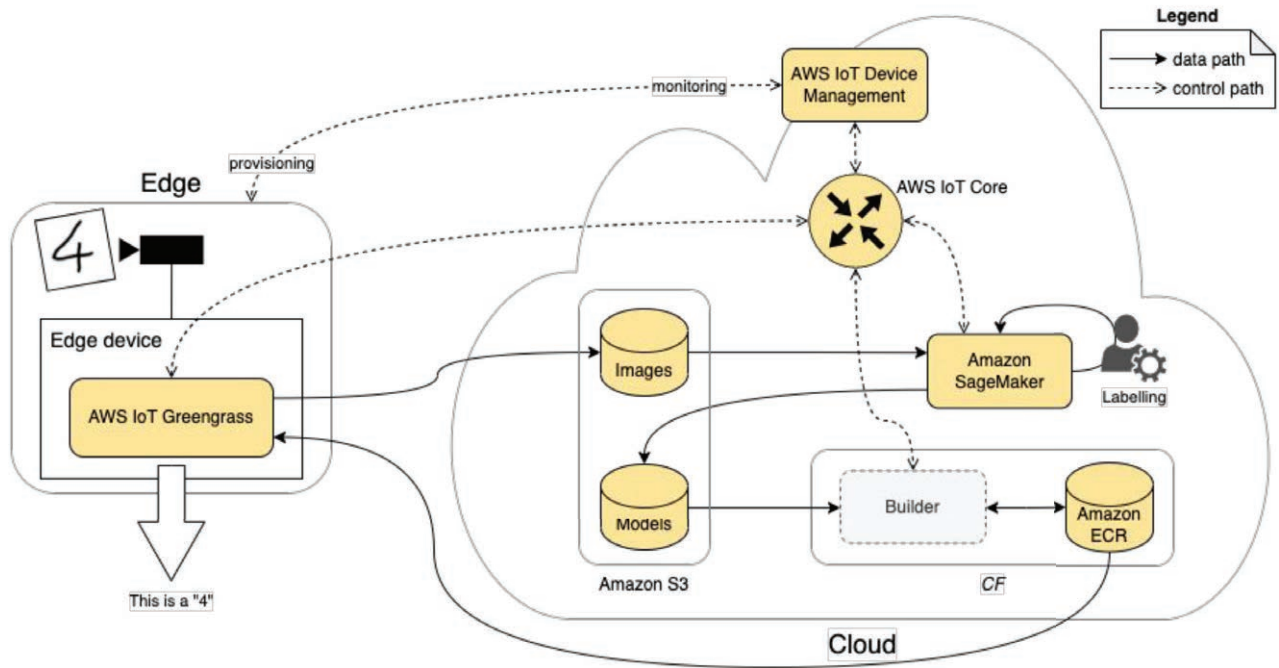 Legend
data path
control path
AWS IoT Device
Management
monitoring
provisioning
Edge
AWS IoT Core
4
Edge device
AWS IoT Greengrass
Images
Amazon
SageMaker
Labelling
Models
Builder
Amazon
ECR
Amazon S3
CF
This is a "4"
Cloud